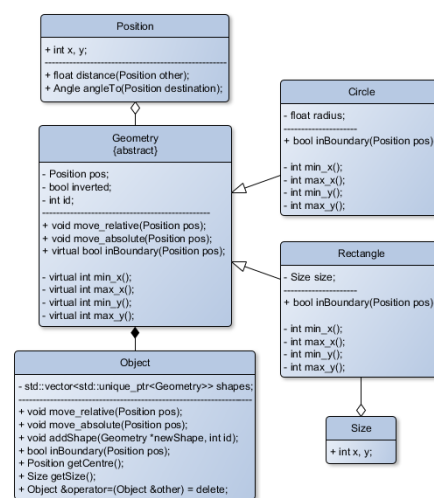 Position
+ int x, y;
+ float distance(Position other);
+ Angle angleTo(Position destination);
Geometry
{abstract}
- Position pos;
- bool inverted;
- int id;
+ void move_relative(Position pos);
+ void move_absolute(Position pos);
+ virtual bool inBoundary(Position pos);
- virtual int min_x();
- virtual int max_x();
- virtual int min_y();
- virtual int max_y();
Object
- std::vector<std::unique_ptr<Geometry>> shapes;
+ void move_relative(Position pos);
+ void move_absolute(Position pos);
+ void addShape(Geometry *newShape, int id);
+ bool inBoundary(Position pos);
+ Position getCentre();
+ Size getSize();
+ Object &operator=(Object &other) = delete;
Circle
- float radius;
+ bool inBoundary(Position pos)
- int min_x();
- int max_x();
- int min_y();
- int max_y();
Rectangle
- Size size;
+ bool inBoundary(Position pos)
- int min_x();
- int max_x();
- int min_y();
- int max_y();
Size
+ int x, y;